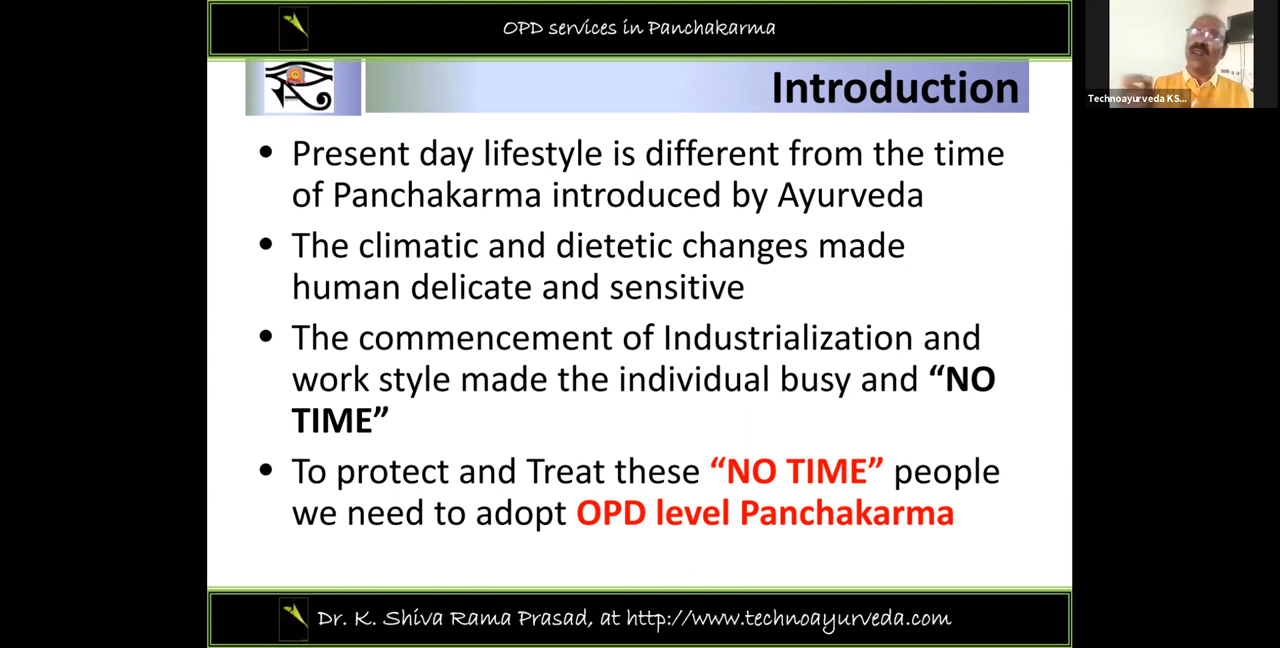 OPD services in Panchakarma
Technoayurveda KS...
Introduction
• Present day lifestyle is different from the time
of Panchakarma introduced by Ayurveda
• The climatic and dietetic changes made
human delicate and sensitive
• The commencement of Industrialization and
work style made the individual busy and “NO
TIME”
• To protect and Treat these “NO TIME” people
we need to adopt OPD level Panchakarma
Dr. K. Shiva Rama Prasad, at http://www.technoayurveda.com